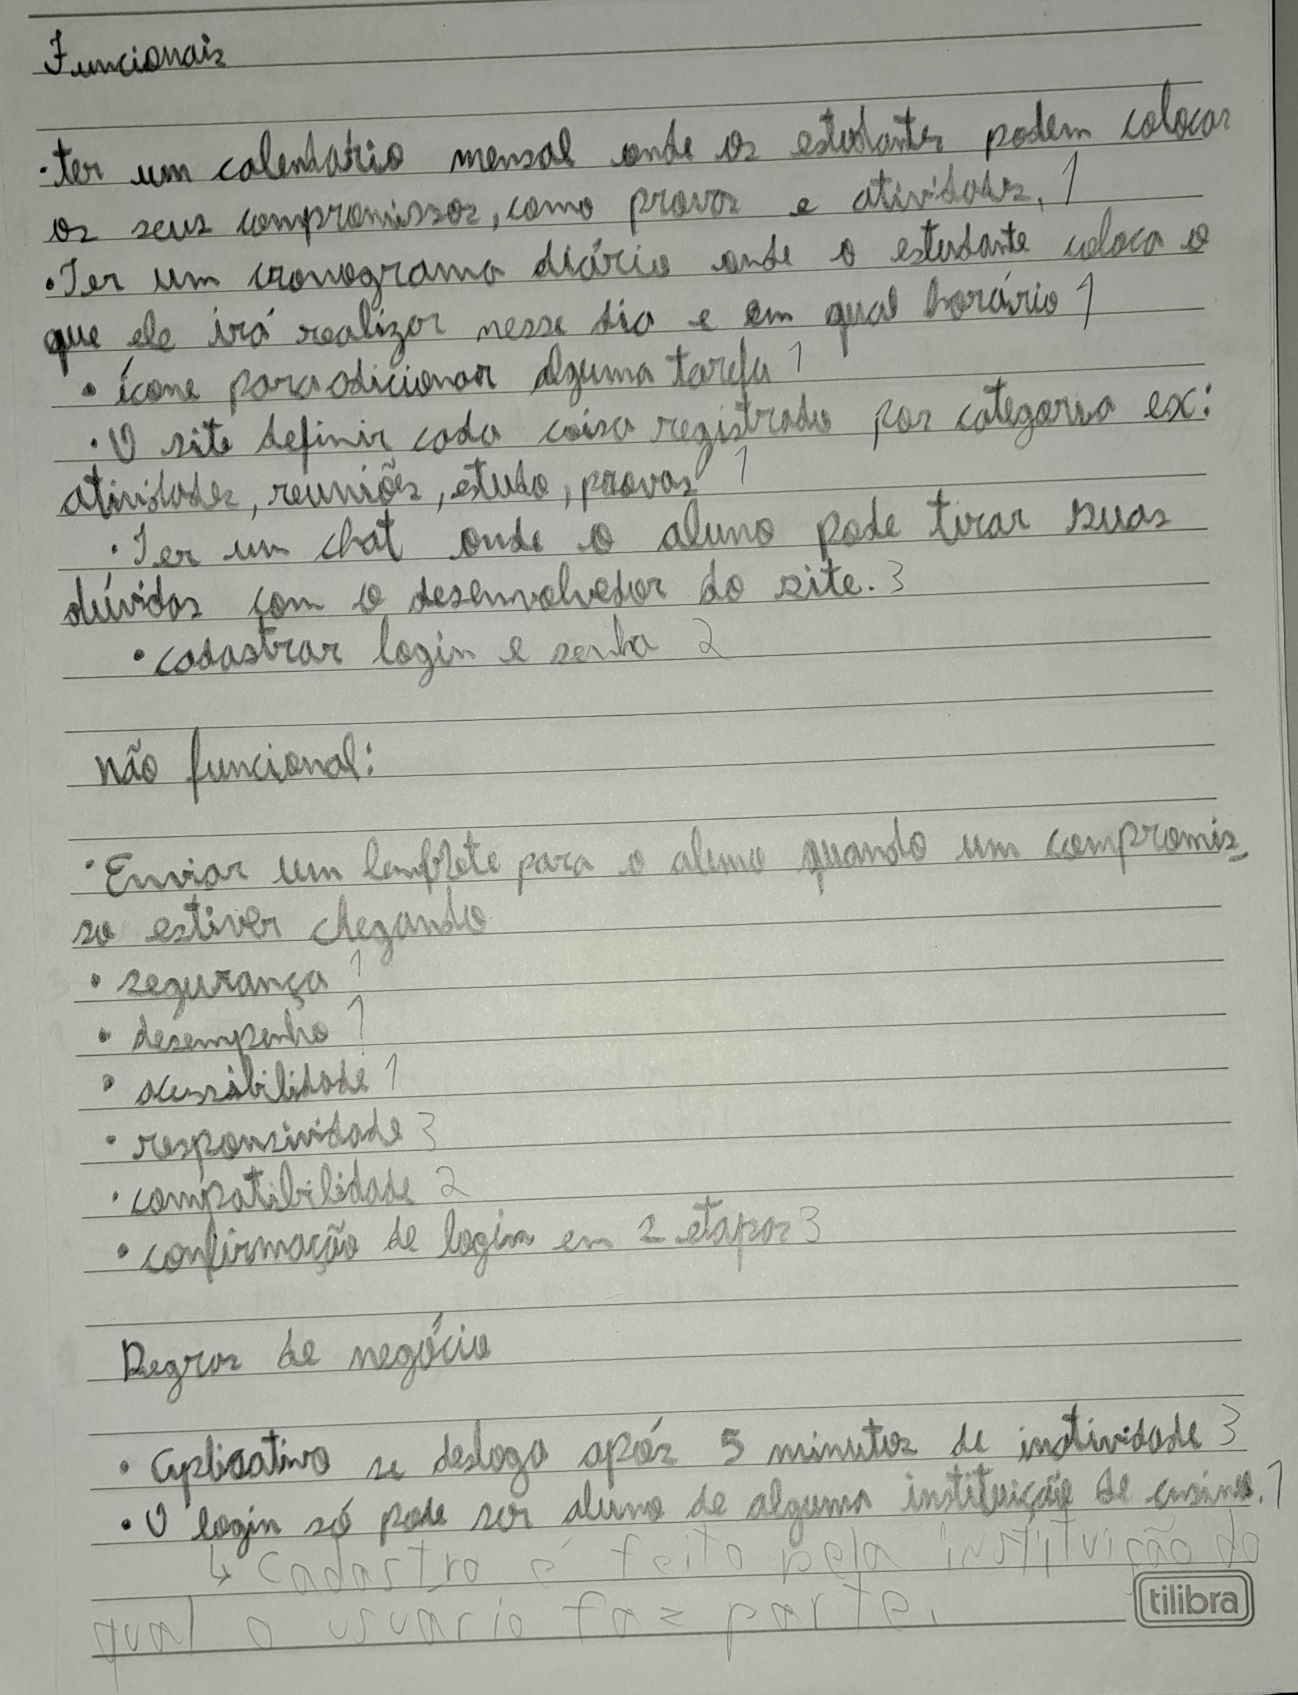 Funcionais
• ter um calendário mensal onde os estudantes podem colocar
os seus compromissos, como provas e atividades. 1
• Ter um cronograma diário onde o estudante coloca o
que ele irá realizar nesse dia e em qual horário 1
• ícone para adicionar alguma tarefa 1
• O site definir cada coisa registrada por categoria ex:
atividades, reuniões, estudo, provas 1
• Ter um chat onde o aluno pode tirar suas
dúvidas com o desenvolvedor do site. 3
• cadastrar login e senha 2
não funcional:
• Enviar um lembrete para o aluno quando um compromis-
so estiver chegando
• segurança 1
• desempenho 1
• acessibilidade 1
• responsividade 3
• compatibilidade 2
• confirmação de login em 2 etapas 3
Regras de negócio
• Aplicativo se desloga após 5 minutos de inatividade 3
• O login só pode ser aluno de alguma instituição de ensino. 1
↳ Cadastro é feito pela instituição do
qual o usuário faz parte.
tilibra